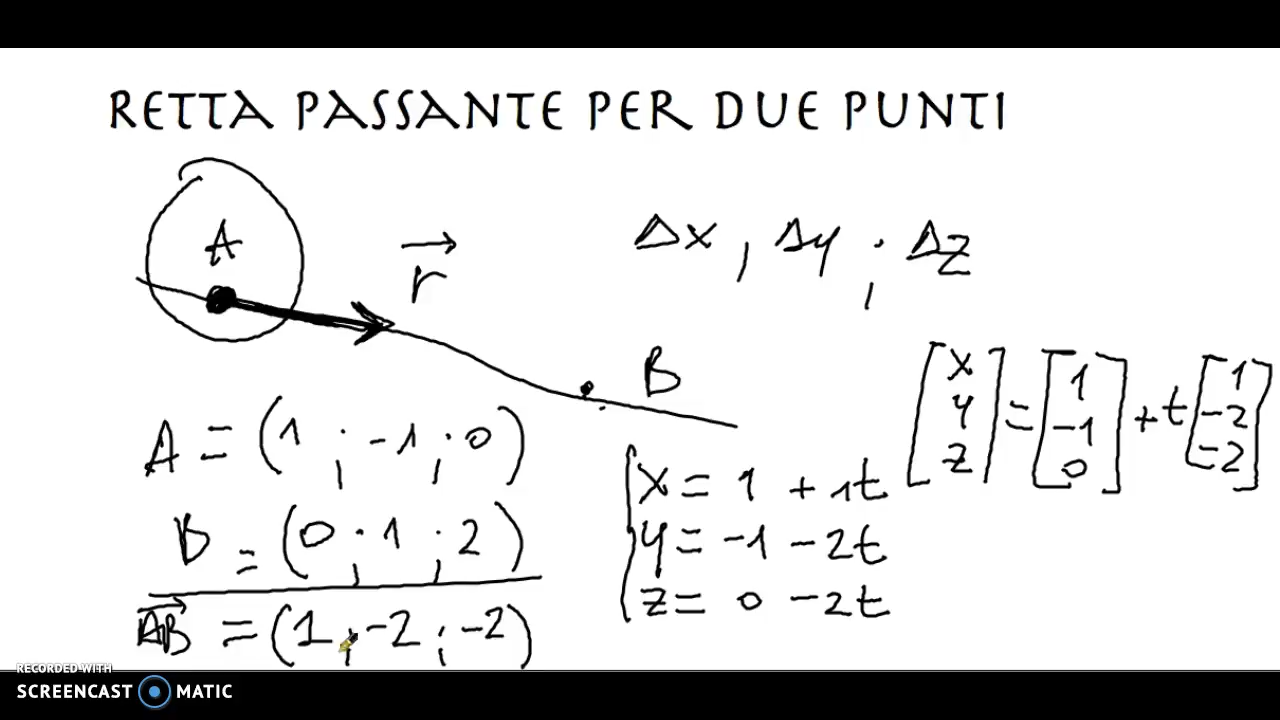 RETTA PASSANTE PER DUE PUNTI
A
r
Δx ; Δy ; Δz
B
A = (1 ; -1 ; 0)
B = (0 ; 1 ; 2)
AB = (1 ; -2 ; -2)
x = 1 + 1t
y = -1 - 2t
z = 0 - 2t
[x y z] = [1 -1 0] + t [1 -2 -2]
RECORDED WITH
SCREENCAST MATIC